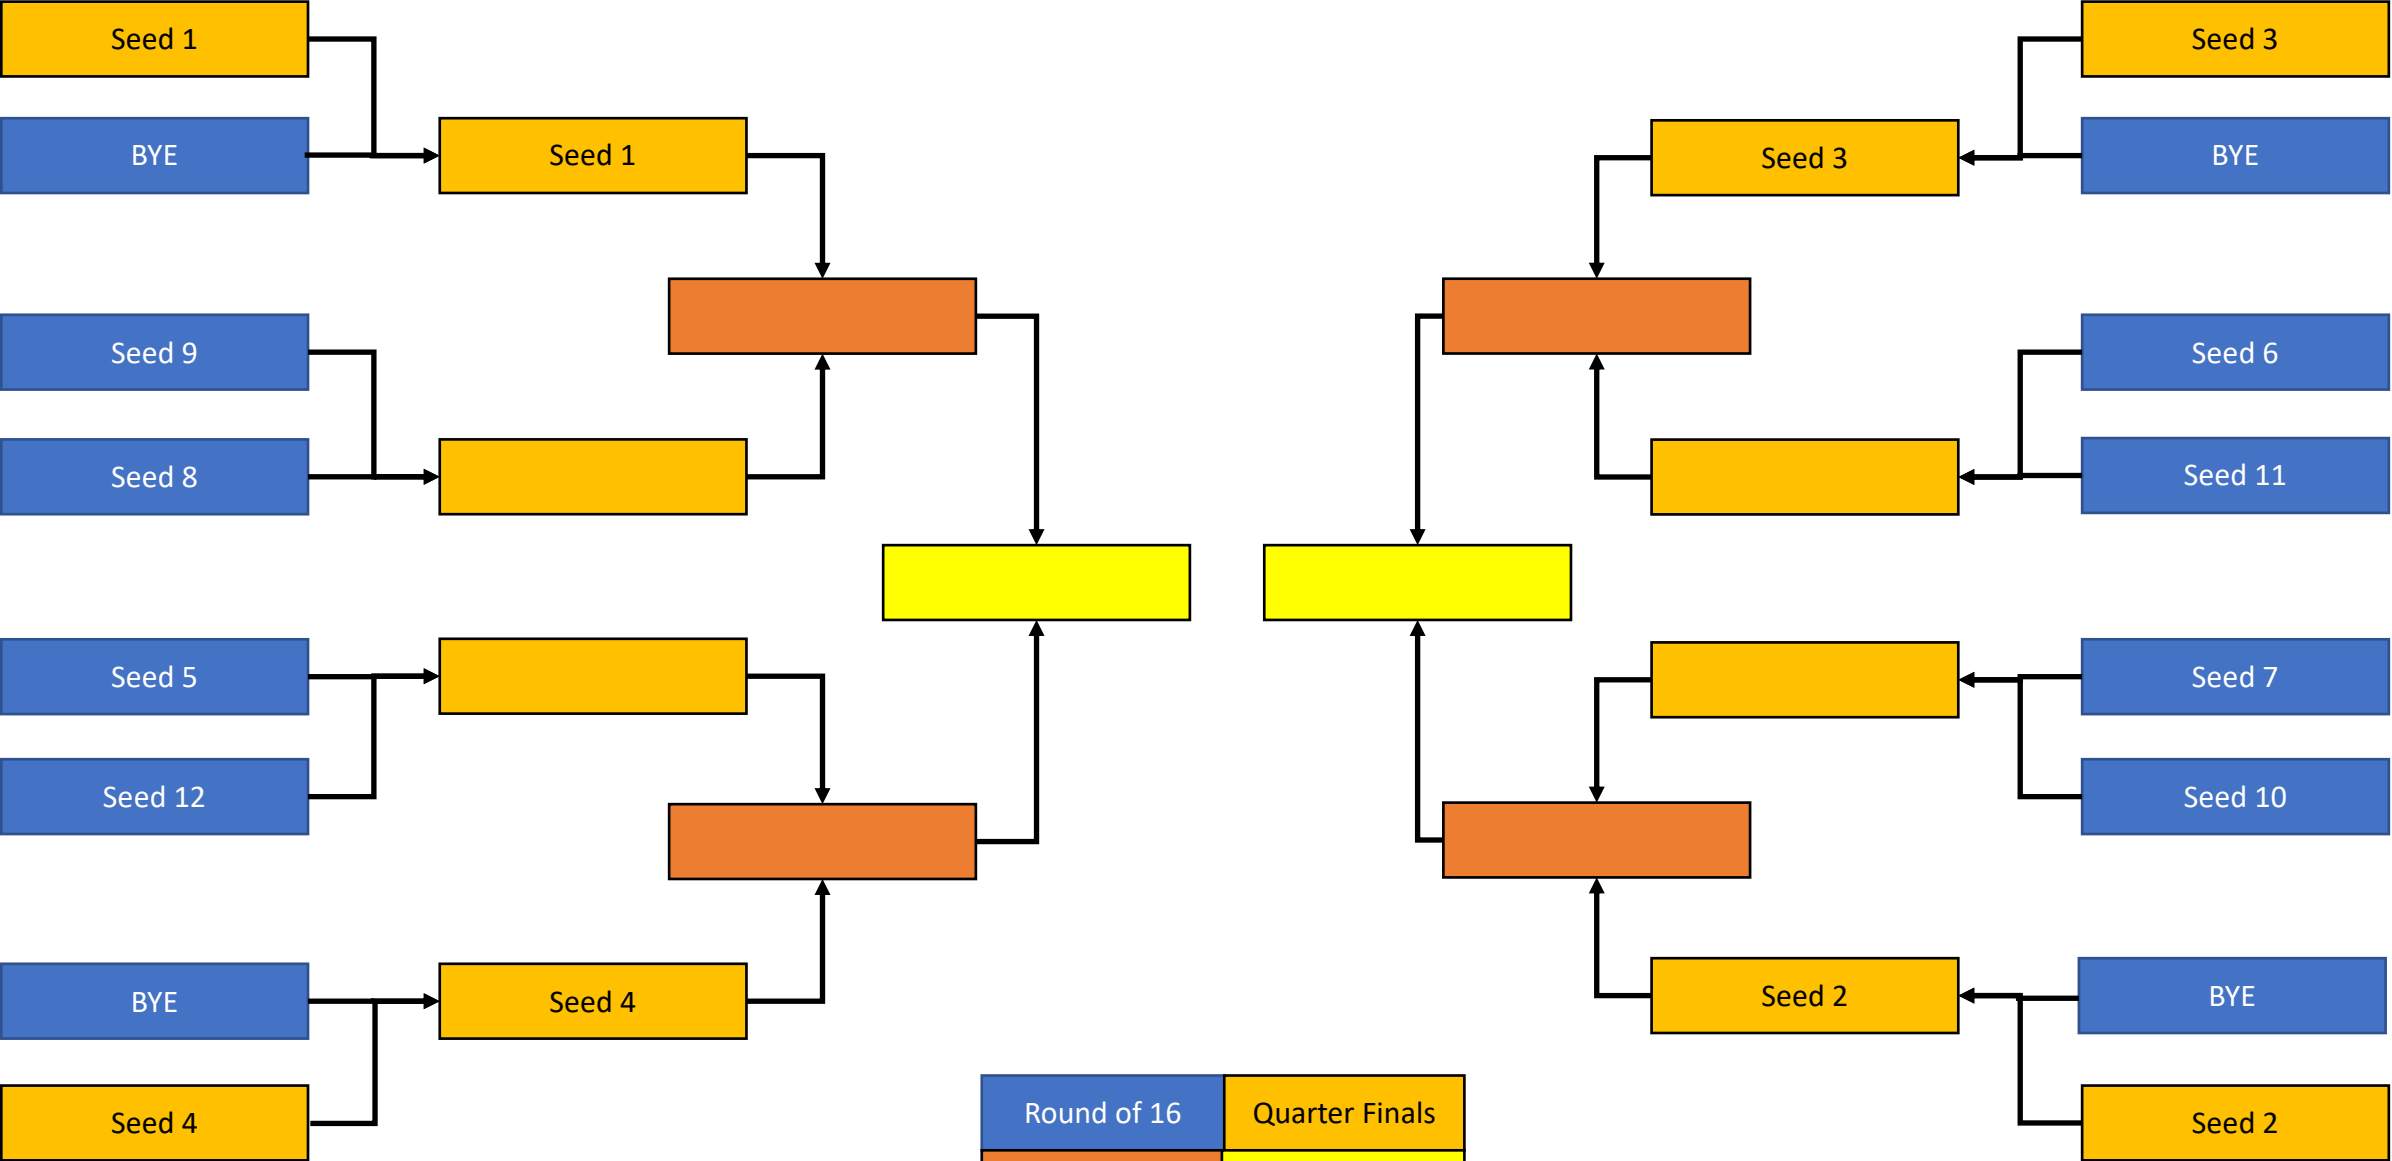 Seed 1
Seed 3
BYE
Seed 1
Seed 3
BYE
Seed 9
Seed 6
Seed 8
Seed 11
Seed 5
Seed 7
Seed 12
Seed 10
BYE
Seed 4
Seed 2
BYE
Seed 4
Round of 16
Quarter Finals
Seed 2